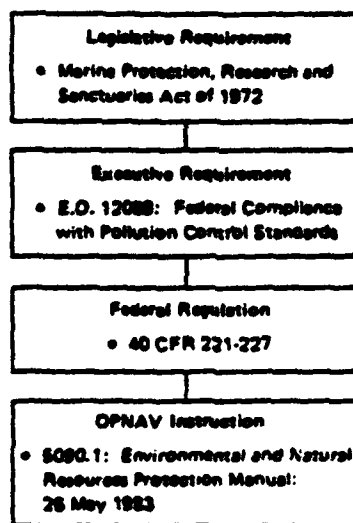 Legislative Requirement
• Marine Protection, Research and
Sanctuaries Act of 1972
Executive Requirement
• E.O. 12088: Federal Compliance
with Pollution Control Standards
Federal Regulation
• 40 CFR 221-227
OPNAV Instruction
• 5090.1: Environmental and Natural
Resources Protection Manual:
26 May 1983